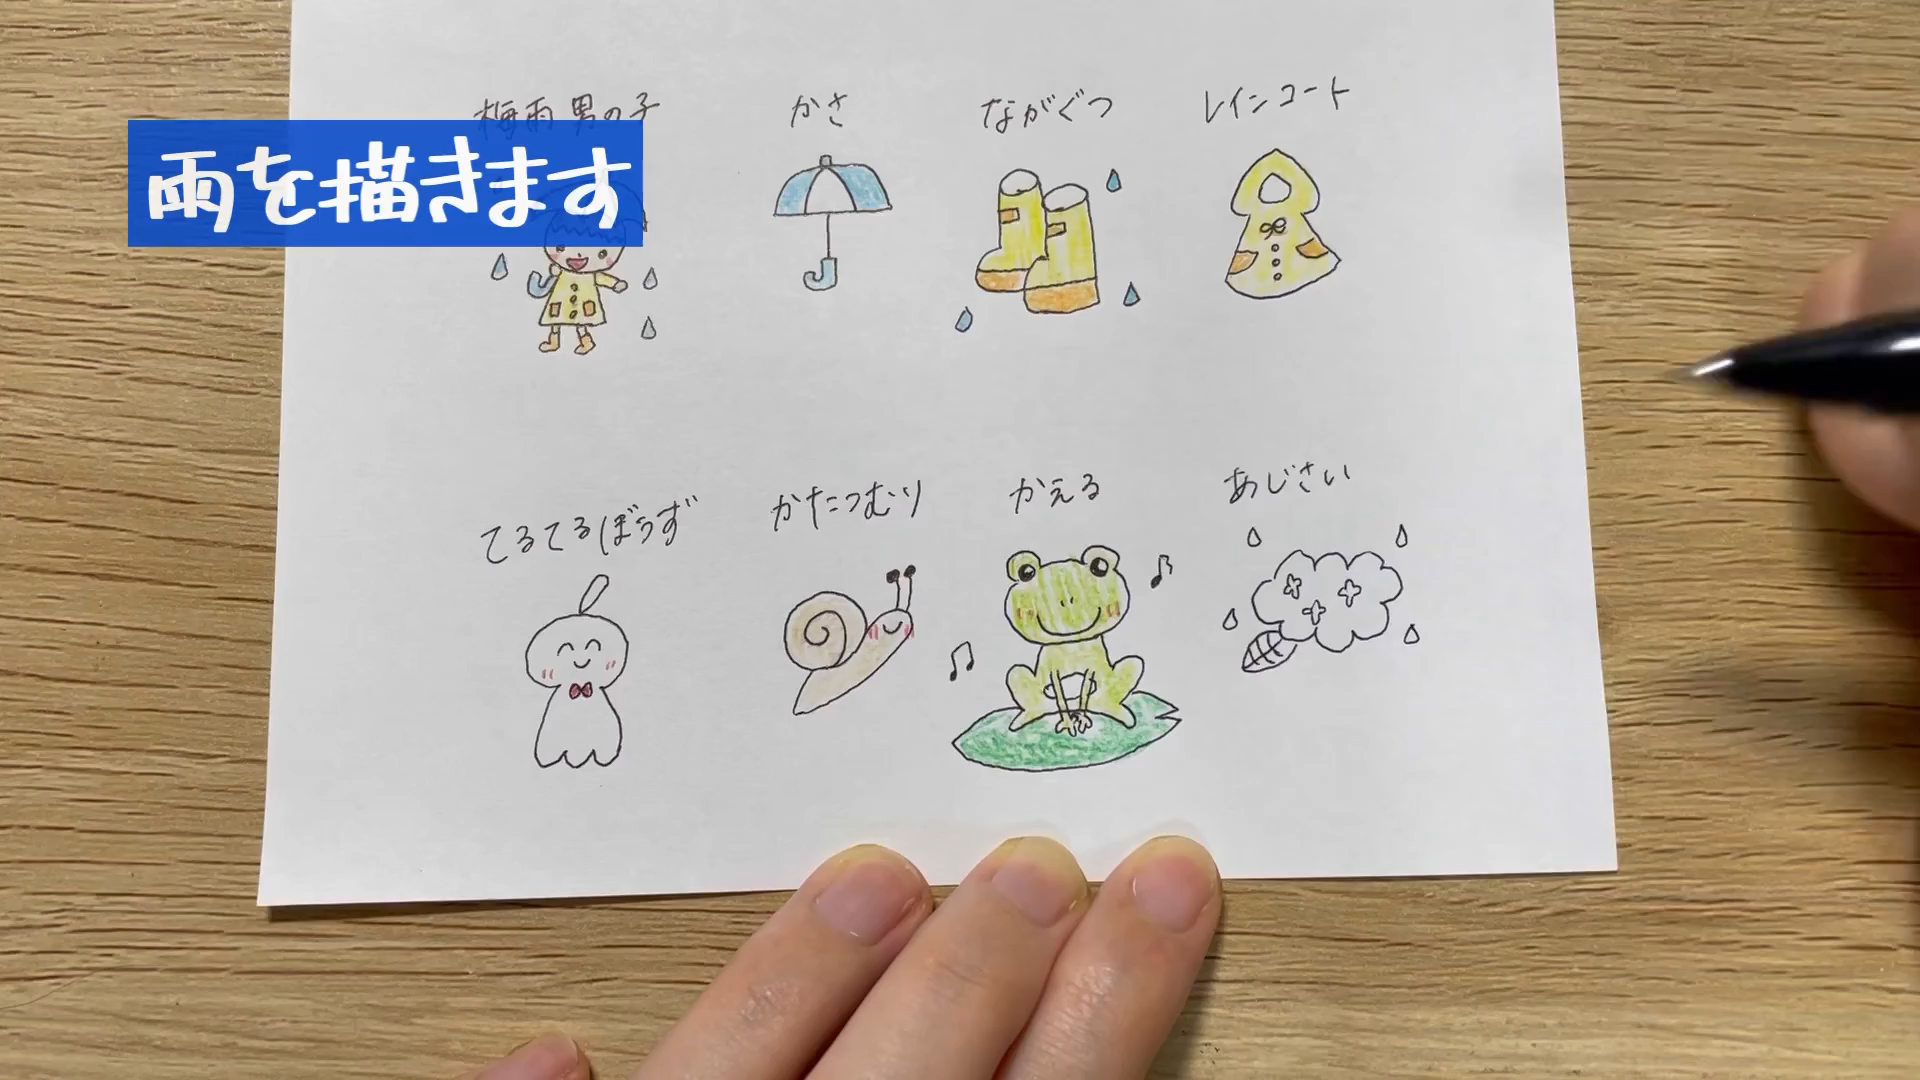 梅雨 男の子
かさ
ながぐつ
レインコート
雨を描きます
てるてるぼうず
かたつむり
かえる
あじさい